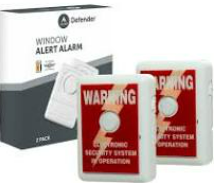 Defender
WINDOW
ALERT ALARM
2 PACK
WARNING
ELECTRONIC
SECURITY SYSTEM
IN OPERATION
WARNING
ELECTRONIC
SECURITY SYSTEM
IN OPERATION